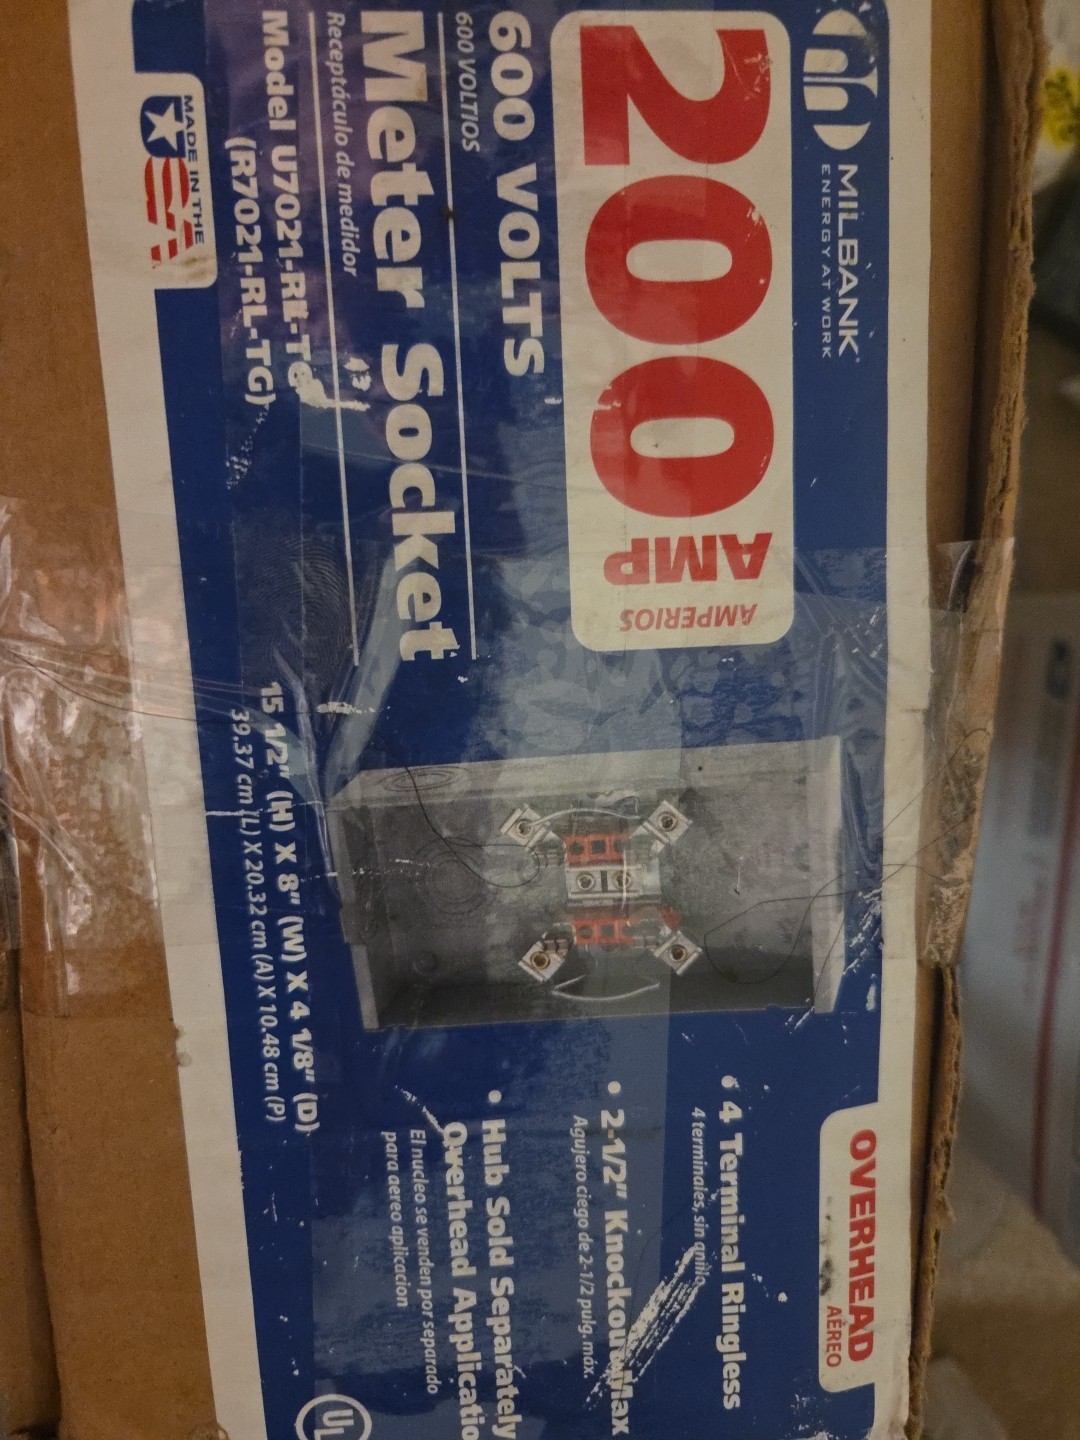 MILBANK
ENERGY AT WORK
200 AMP
AMPERIOS
600 VOLTS
600 VOLTIOS
Meter Socket
Receptáculo de medidor
Model U7021-RL-TG
(R7021-RL-TG)
MADE IN THE
USA
15 1/2" (H) X 8" (W) X 4 1/8" (D)
39.37 cm (L) X 20.32 cm (A) X 10.48 cm (P)
OVERHEAD
AÈREO
• 4 Terminal Ringless
4 terminales, sin anillo
• 2-1/2" Knockout Max
Agujero ciego de 2-1/2 pulg. máx.
• Hub Sold Separately
Overhead Applicatio
El nucleo se venden por separado
para aereo aplicacion
UL